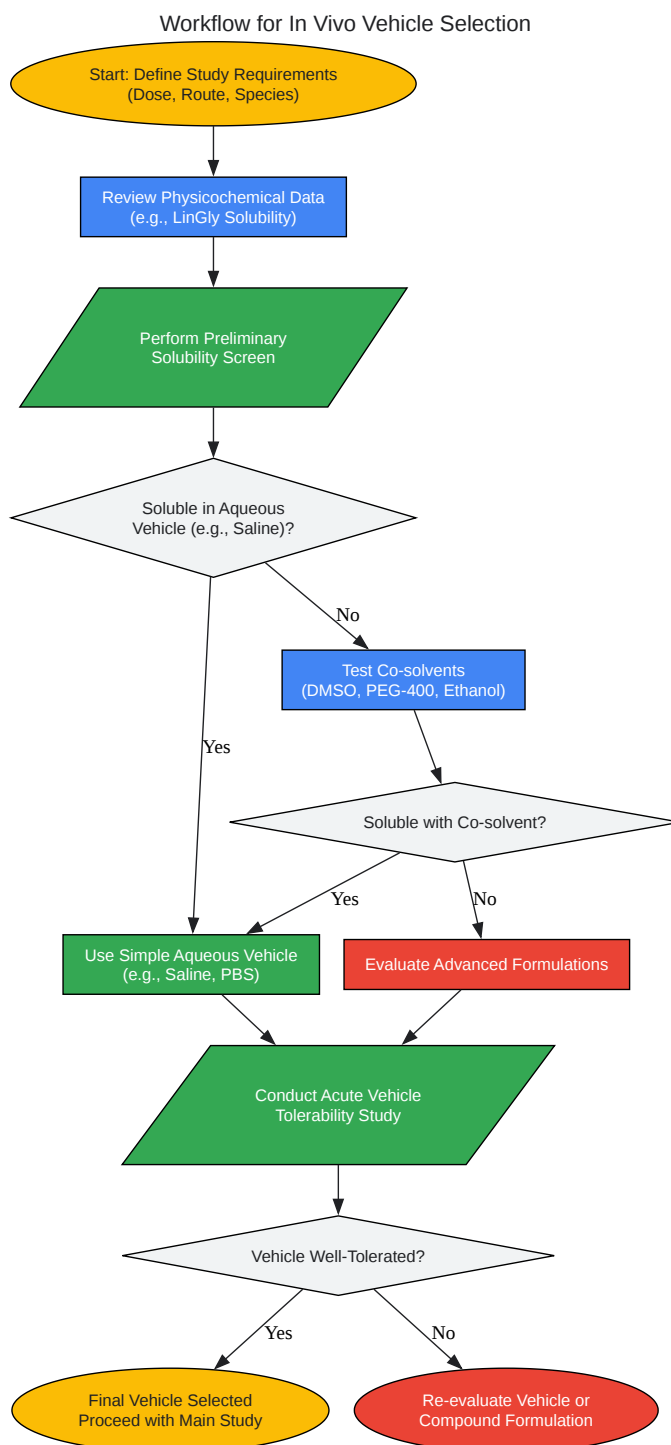 Workflow for In Vivo Vehicle Selection
Start: Define Study Requirements
(Dose, Route, Species)
Review Physicochemical Data
(e.g., LinGly Solubility)
Perform Preliminary
Solubility Screen
Soluble in Aqueous
Vehicle (e.g., Saline)?
No
Test Co-solvents
(DMSO, PEG-400, Ethanol)
Yes
Soluble with Co-solvent?
Yes
No
Use Simple Aqueous Vehicle
(e.g., Saline, PBS)
Evaluate Advanced Formulations
Conduct Acute Vehicle
Tolerability Study
Vehicle Well-Tolerated?
Yes
No
Final Vehicle Selected
Proceed with Main Study
Re-evaluate Vehicle or
Compound Formulation